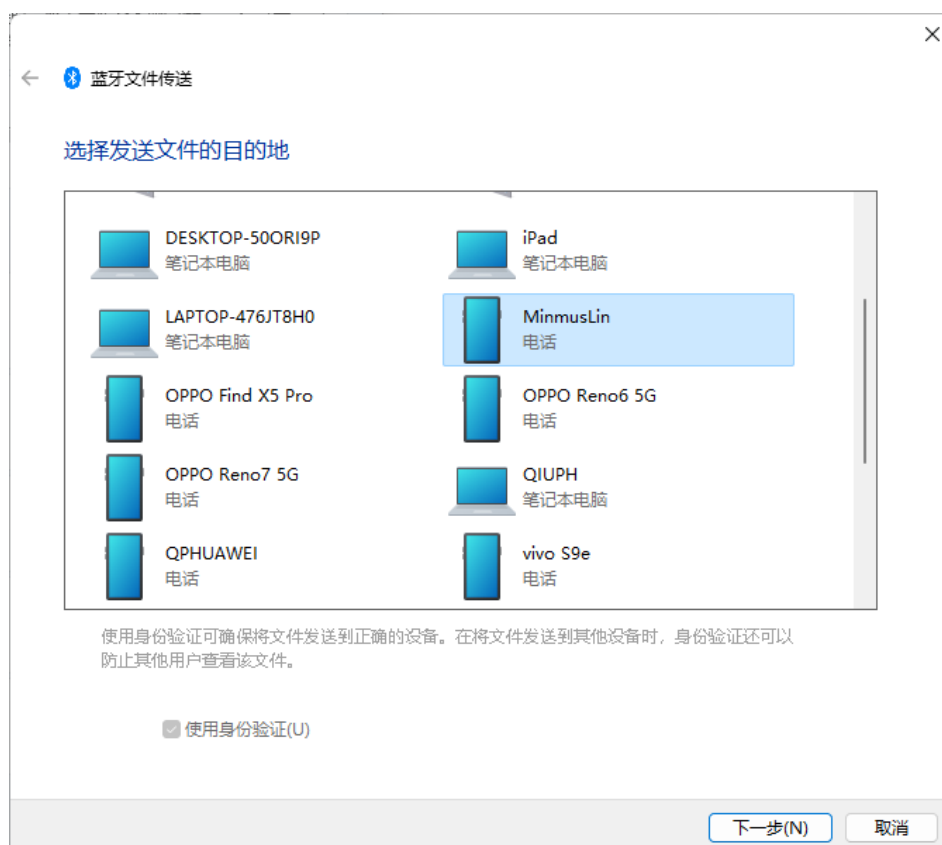 蓝牙文件传送
选择发送文件的目的地
DESKTOP-50ORI9P
笔记本电脑
iPad
笔记本电脑
LAPTOP-476JT8H0
笔记本电脑
MinmusLin
电话
OPPO Find X5 Pro
电话
OPPO Reno6 5G
电话
OPPO Reno7 5G
电话
QIUPH
笔记本电脑
QPHUAWEI
电话
vivo S9e
电话
使用身份验证可确保将文件发送到正确的设备。在将文件发送到其他设备时，身份验证还可以
防止其他用户查看该文件。
使用身份验证(U)
下一步(N)
取消